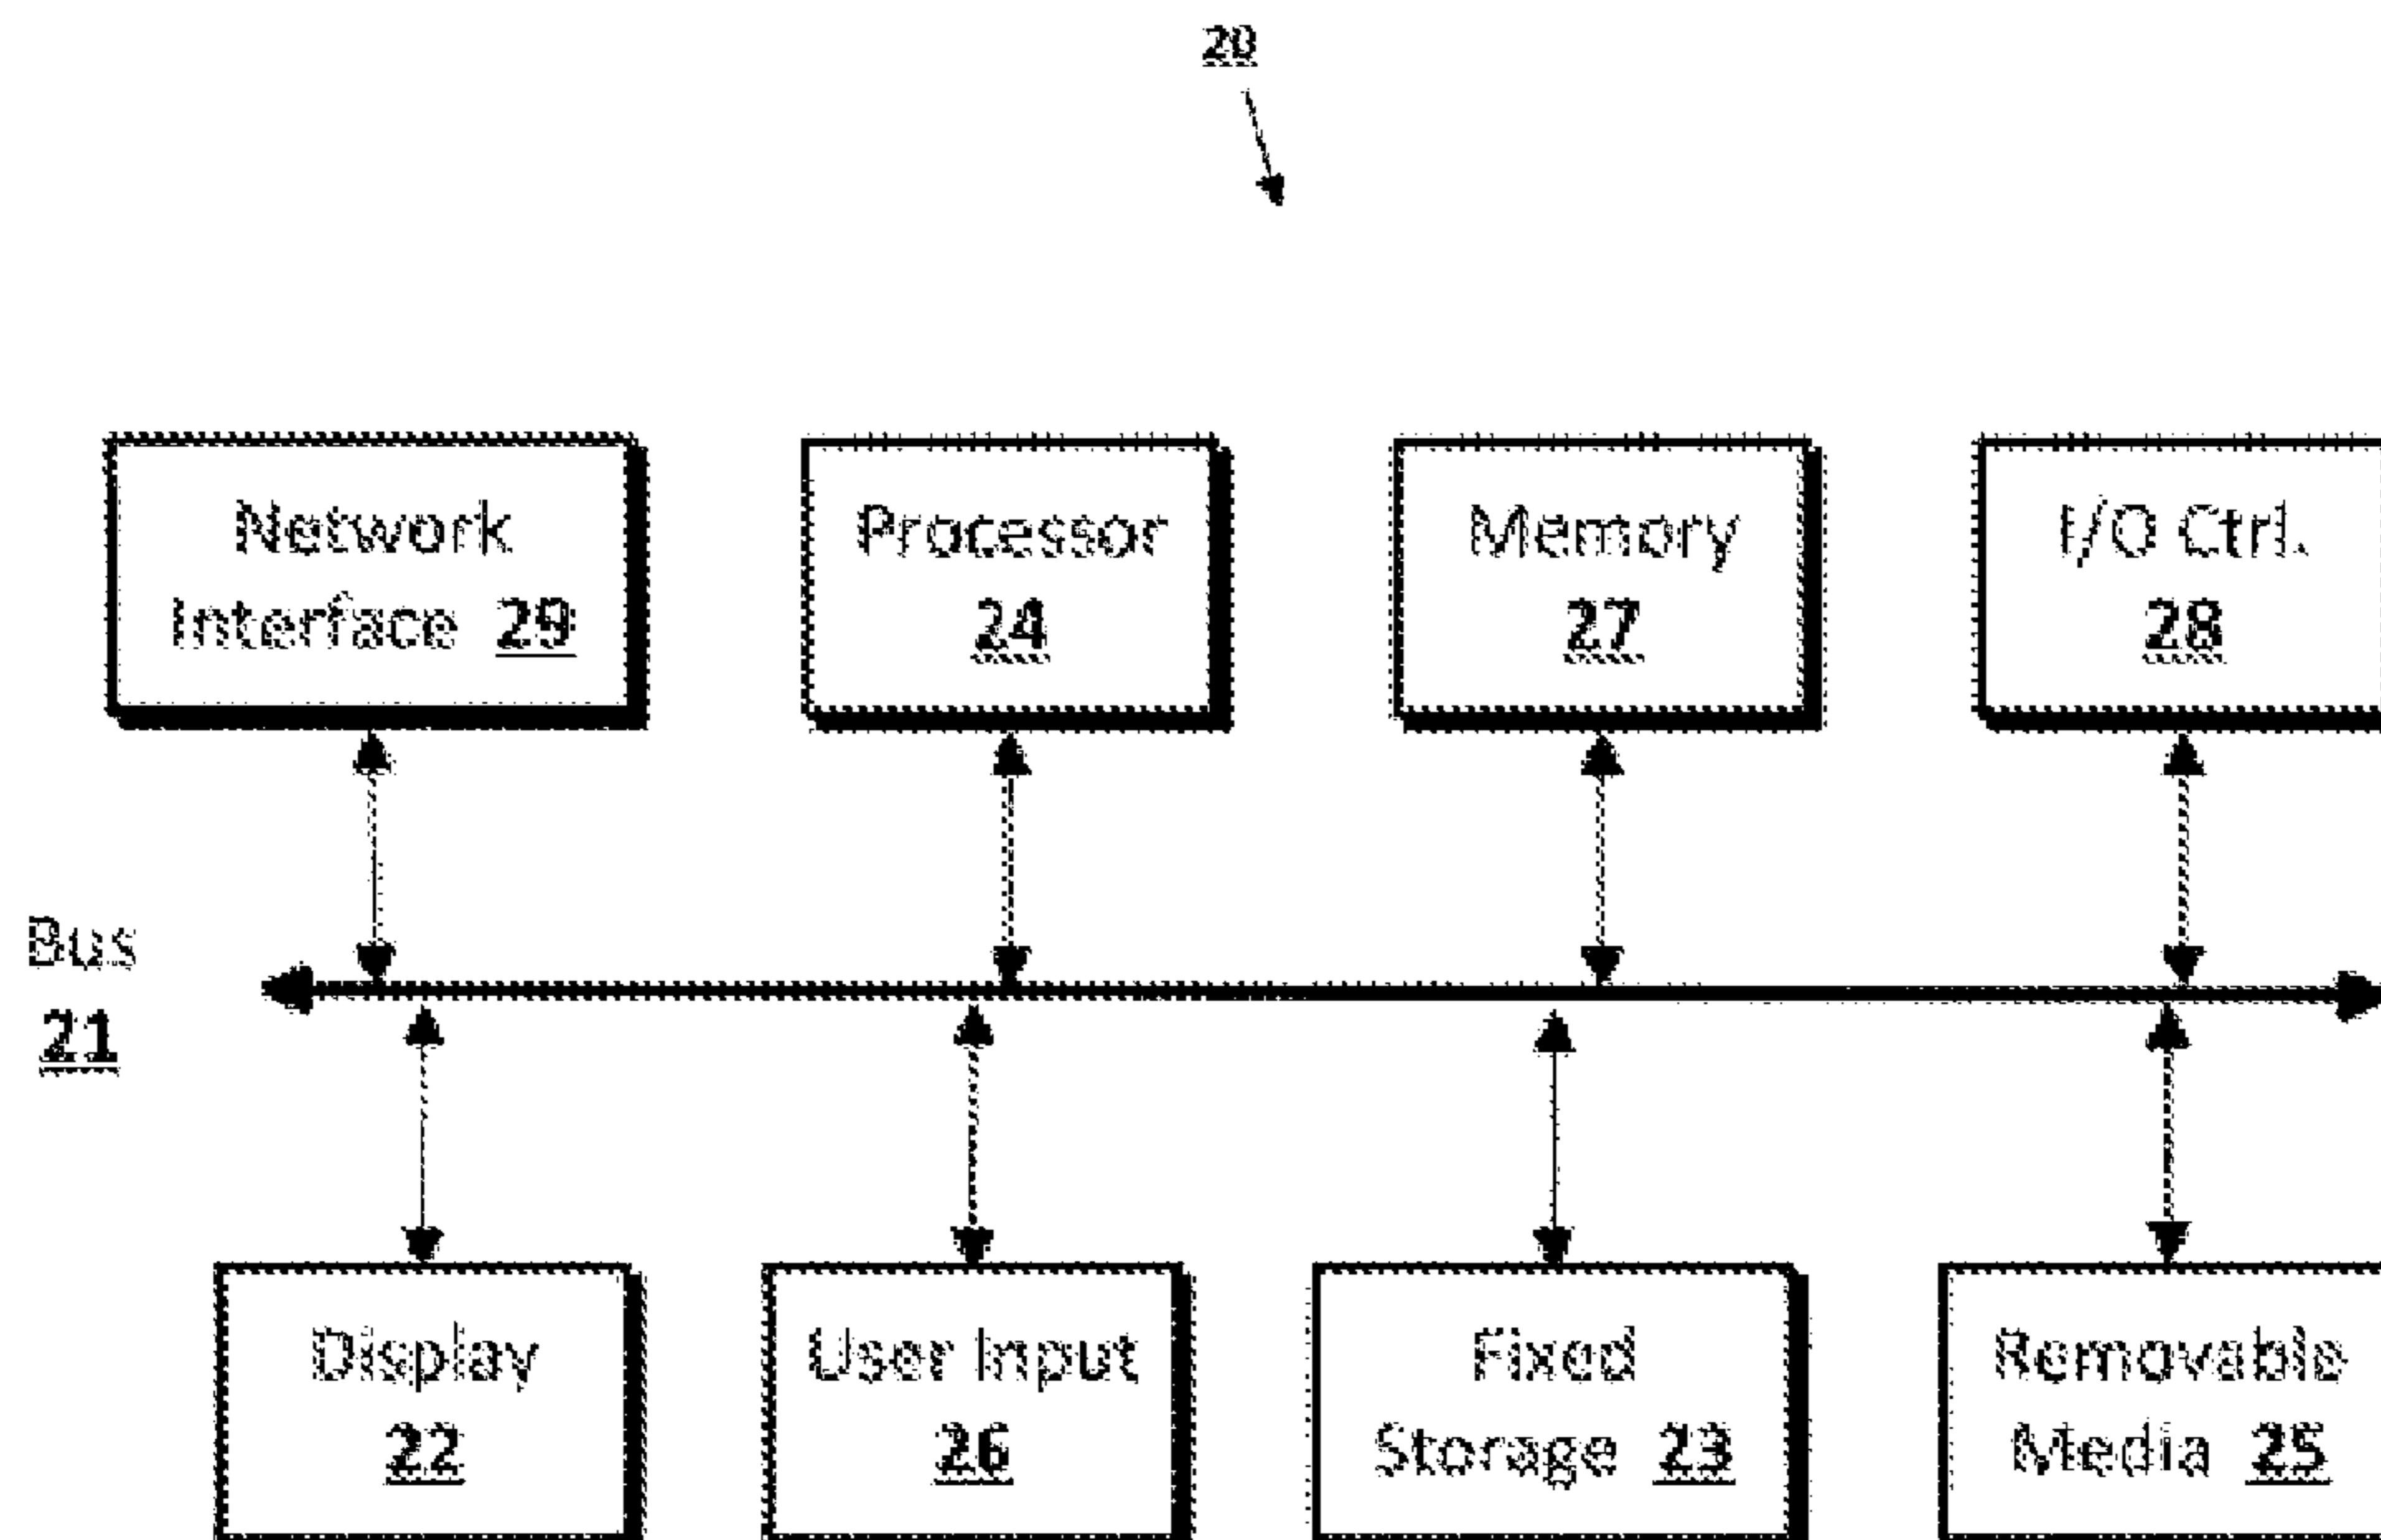 20
Network
Interface 29
Processor
24
Memory
27
I/O Ctrl.
28
Bus
21
Display
22
User Input
26
Fixed
Storage 23
Removable
Media 25